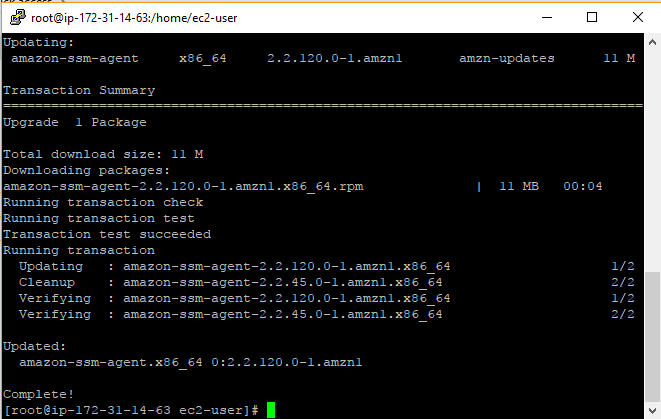 root@ip-172-31-14-63:/home/ec2-user
Updating:
amazon-ssm-agent x86_64 2.2.120.0-1.amzn1 amzn-updates 11 M
Transaction Summary
================================================================================
Upgrade 1 Package
Total download size: 11 M
Downloading packages:
amazon-ssm-agent-2.2.120.0-1.amzn1.x86_64.rpm | 11 MB 00:04
Running transaction check
Running transaction test
Transaction test succeeded
Running transaction
Updating : amazon-ssm-agent-2.2.120.0-1.amzn1.x86_64 1/2
Cleanup : amazon-ssm-agent-2.2.45.0-1.amzn1.x86_64 2/2
Verifying : amazon-ssm-agent-2.2.120.0-1.amzn1.x86_64 1/2
Verifying : amazon-ssm-agent-2.2.45.0-1.amzn1.x86_64 2/2
Updated:
amazon-ssm-agent.x86_64 0:2.2.120.0-1.amzn1
Complete!
[root@ip-172-31-14-63 ec2-user]#